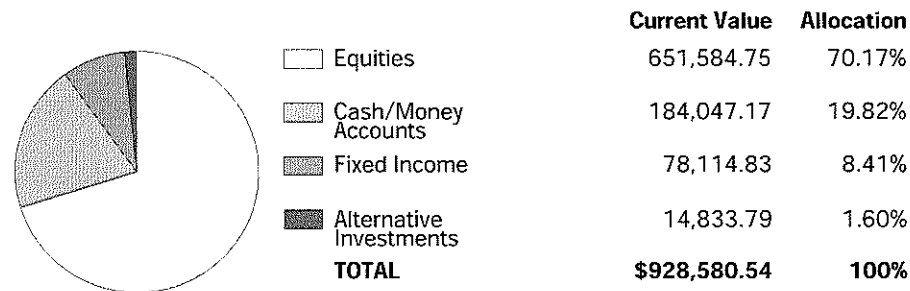 Current Value Allocation
Equities 651,584.75 70.17%
Cash/Money 184,047.17 19.82%
Accounts
Fixed Income 78,114.83 8.41%
Alternative 14,833.79 1.60%
Investments
TOTAL $928,580.54 100%